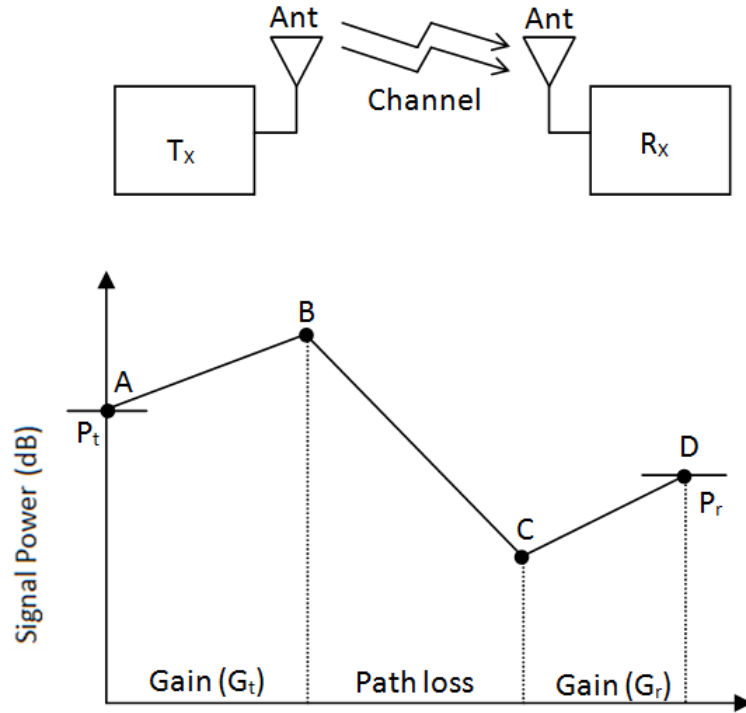 Ant
Ant
Channel
Tx
Rx
B
A
Pt
D
Pr
C
Signal Power (dB)
Gain (Gt)
Path loss
Gain (Gr)